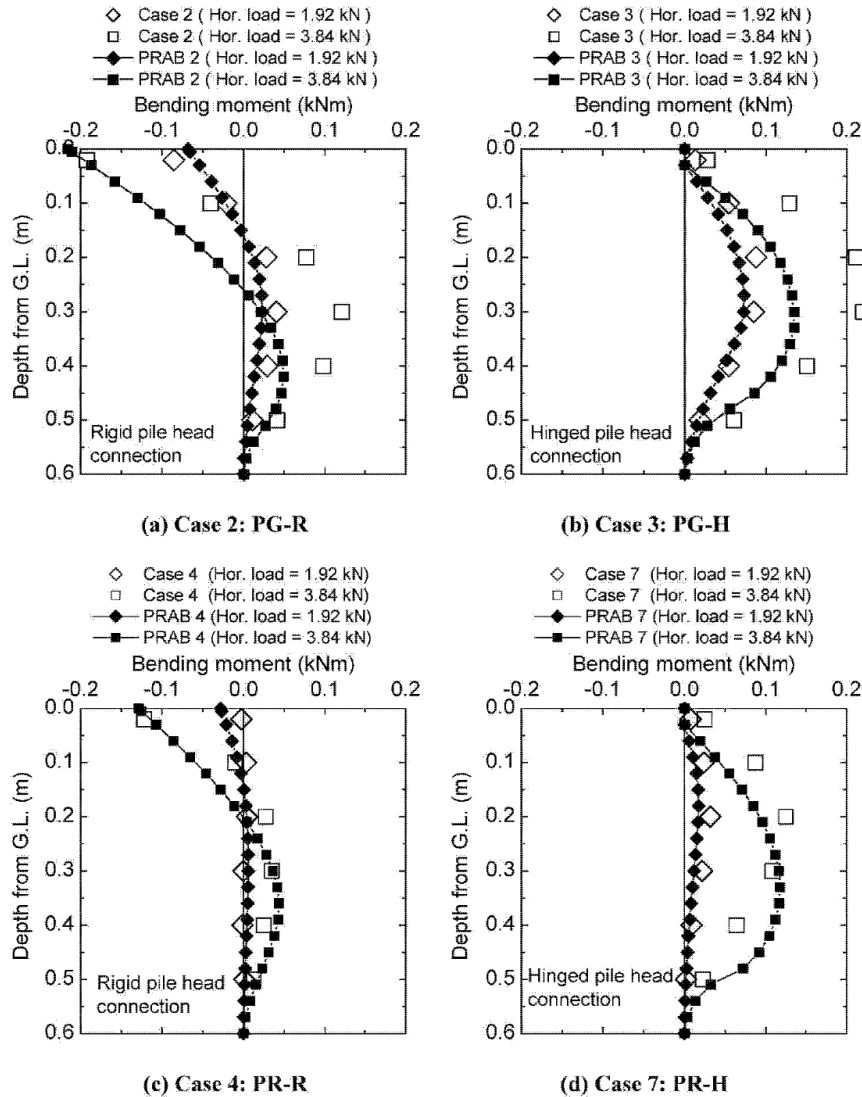 Case 2 ( Hor. load = 1.92 kN )
Case 2 ( Hor. load = 3.84 kN )
PRAB 2 ( Hor. load = 1.92 kN )
PRAB 2 ( Hor. load = 3.84 kN )
Bending moment (kNm)
-0.2 -0.1 0.0 0.1 0.2
0.0
0.1
0.2
0.3
0.4
0.5
0.6
Depth from G.L. (m)
Rigid pile head
connection
(a) Case 2: PG-R
Case 3 ( Hor. load = 1.92 kN )
Case 3 ( Hor. load = 3.84 kN )
PRAB 3 ( Hor. load = 1.92 kN )
PRAB 3 ( Hor. load = 3.84 kN )
Bending moment (kNm)
-0.2 -0.1 0.0 0.1 0.2
0.0
0.1
0.2
0.3
0.4
0.5
0.6
Depth from G.L. (m)
Hinged pile head
connection
(b) Case 3: PG-H
Case 4 (Hor. load = 1.92 kN)
Case 4 (Hor. load = 3.84 kN)
PRAB 4 (Hor. load = 1.92 kN)
PRAB 4 (Hor. load = 3.84 kN)
Bending moment (kNm)
-0.2 -0.1 0.0 0.1 0.2
0.0
0.1
0.2
0.3
0.4
0.5
0.6
Depth from G.L. (m)
Rigid pile head
connection
(c) Case 4: PR-R
Case 7 (Hor. load = 1.92 kN)
Case 7 (Hor. load = 3.84 kN)
PRAB 7 (Hor. load = 1.92 kN)
PRAB 7 (Hor. load = 3.84 kN)
Bending moment (kNm)
-0.2 -0.1 0.0 0.1 0.2
0.0
0.1
0.2
0.3
0.4
0.5
0.6
Depth from G.L. (m)
Hinged pile head
connection
(d) Case 7: PR-H